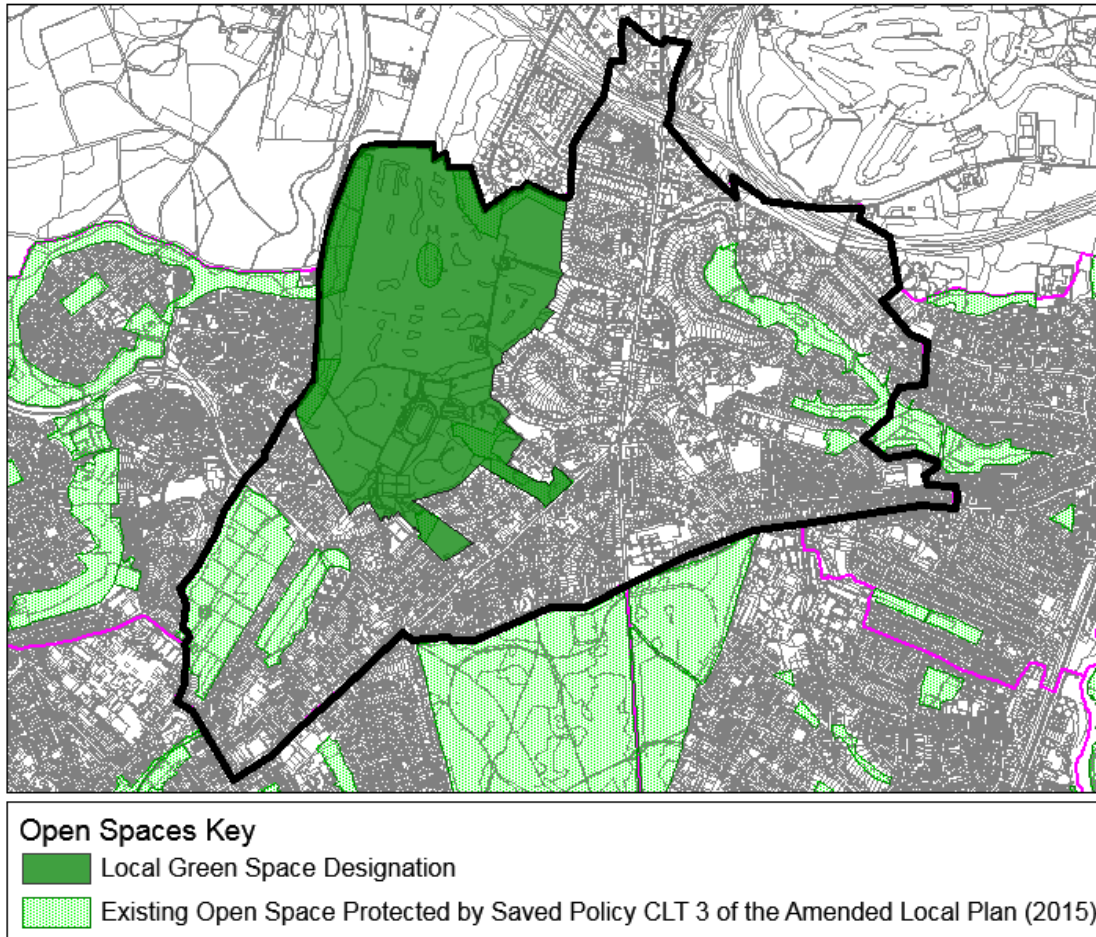 Open Spaces Key
Local Green Space Designation
Existing Open Space Protected by Saved Policy CLT 3 of the Amended Local Plan (2015)